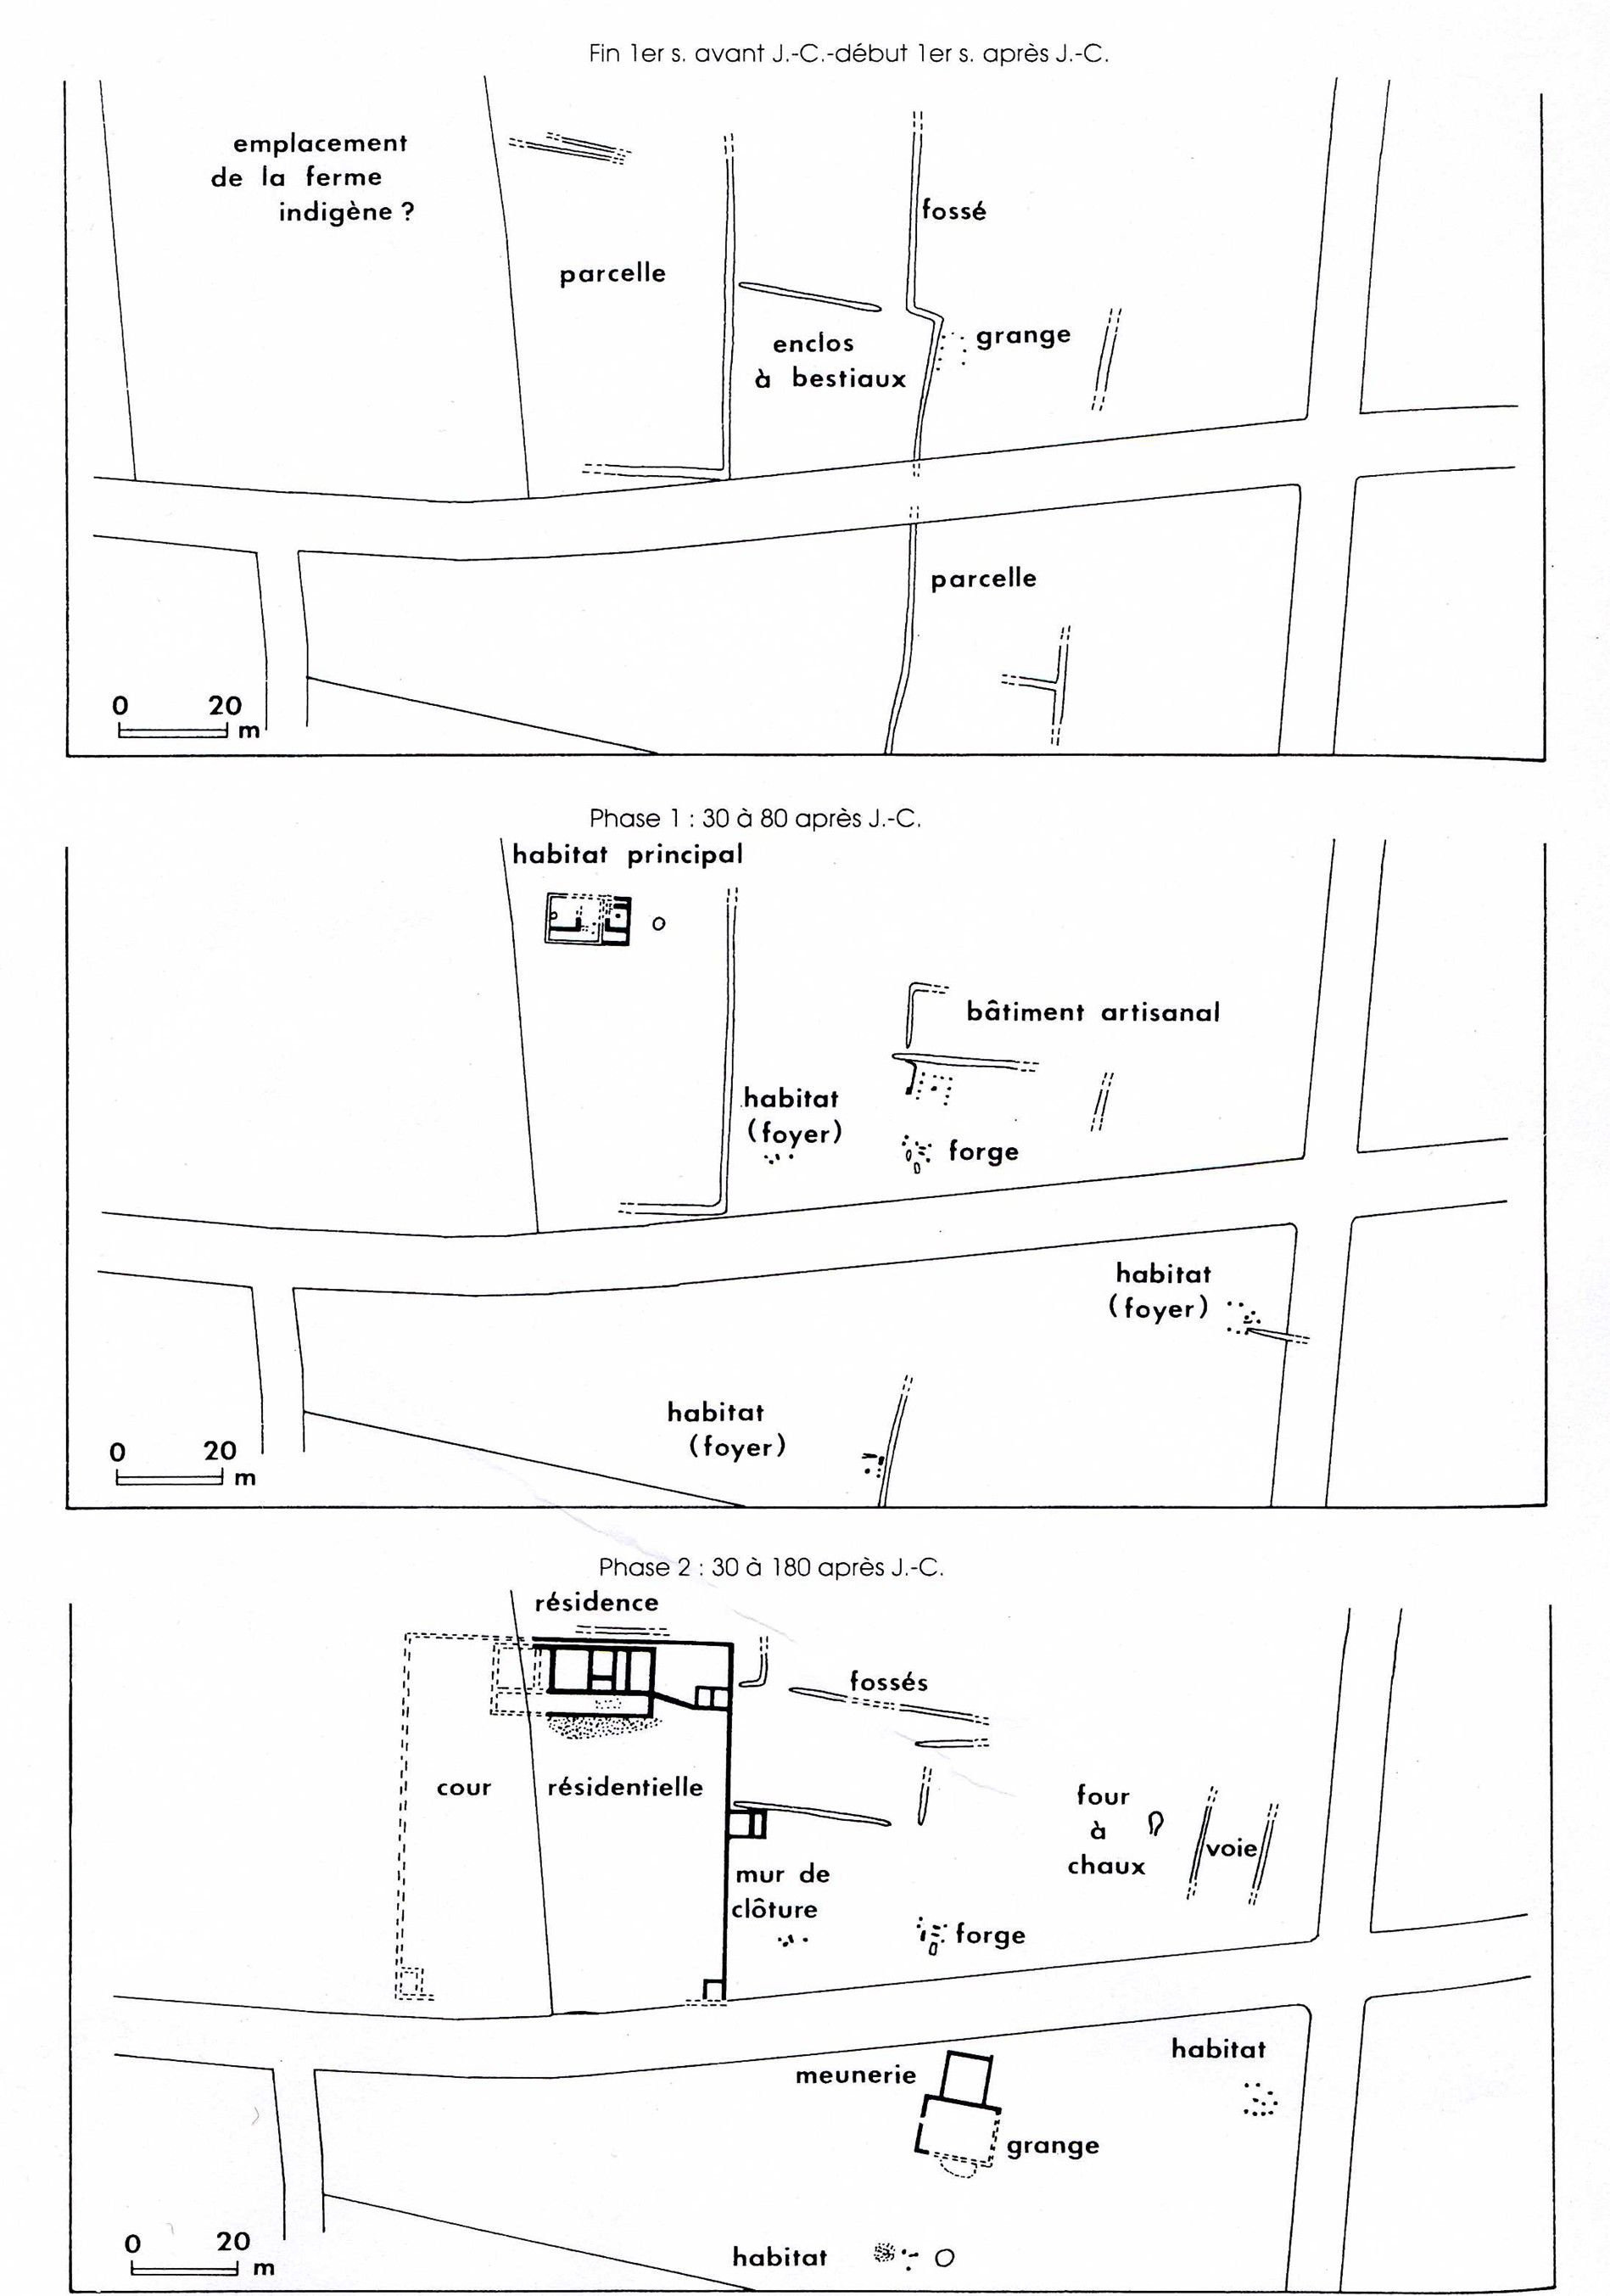 Fin 1er s. avant J.-C.-début 1er s. après J.-C.
emplacement
de la ferme
indigène ?
fossé
parcelle
grange
enclos
à bestiaux
parcelle
0 20
m
Phase 1 : 30 à 80 après J.-C.
habitat principal
bâtiment artisanal
habitat
(foyer)
forge
habitat
(foyer)
habitat
(foyer)
0 20
m
Phase 2 : 30 à 180 après J.-C.
résidence
fossés
cour résidentielle
four
à
chaux
voie
mur de
clôture
forge
habitat
meunerie
grange
0 20
m
habitat